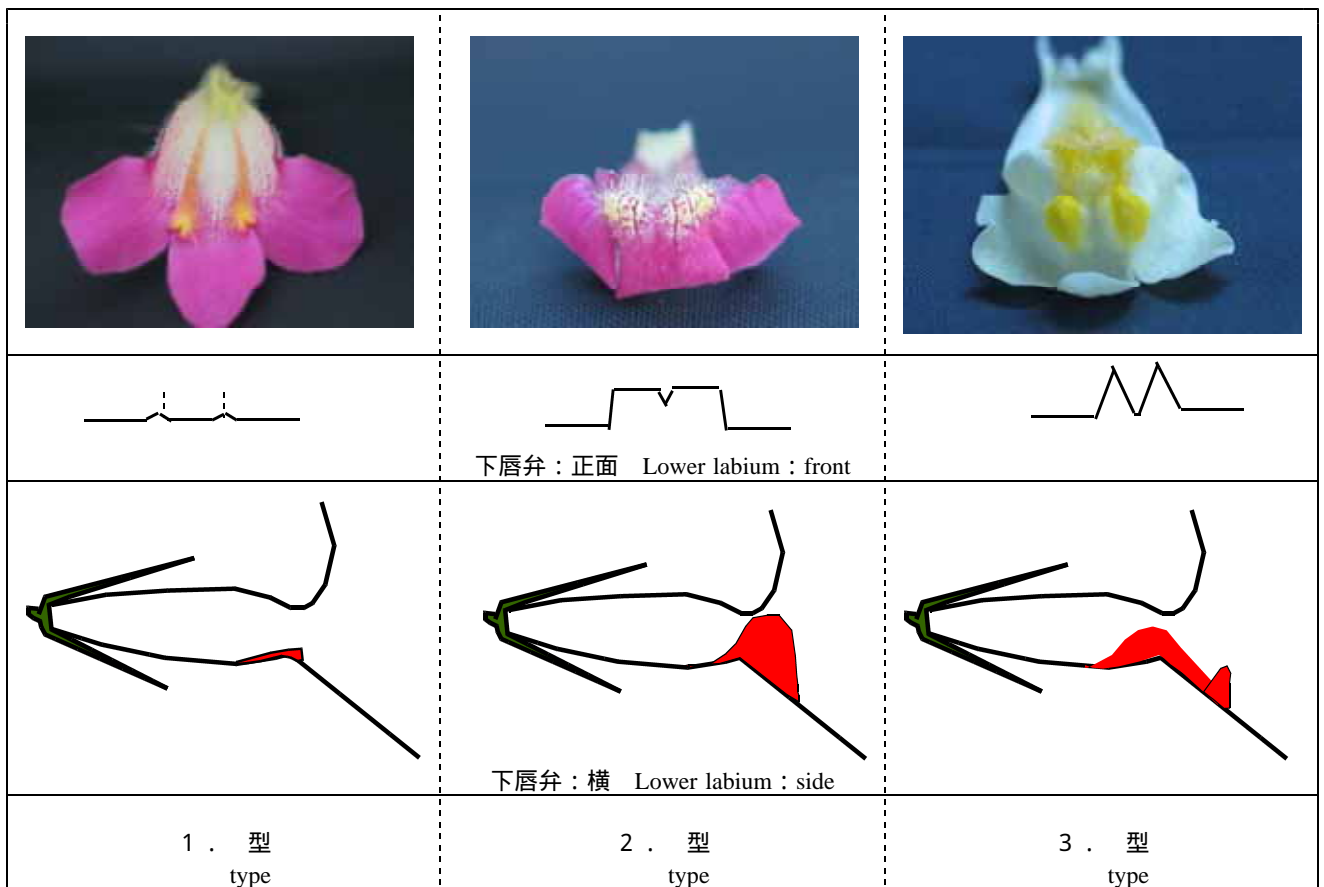 下唇弁：正面　Lower labium：front
下唇弁：横　Lower labium：side
1．　型
type
2．　型
type
3．　型
type